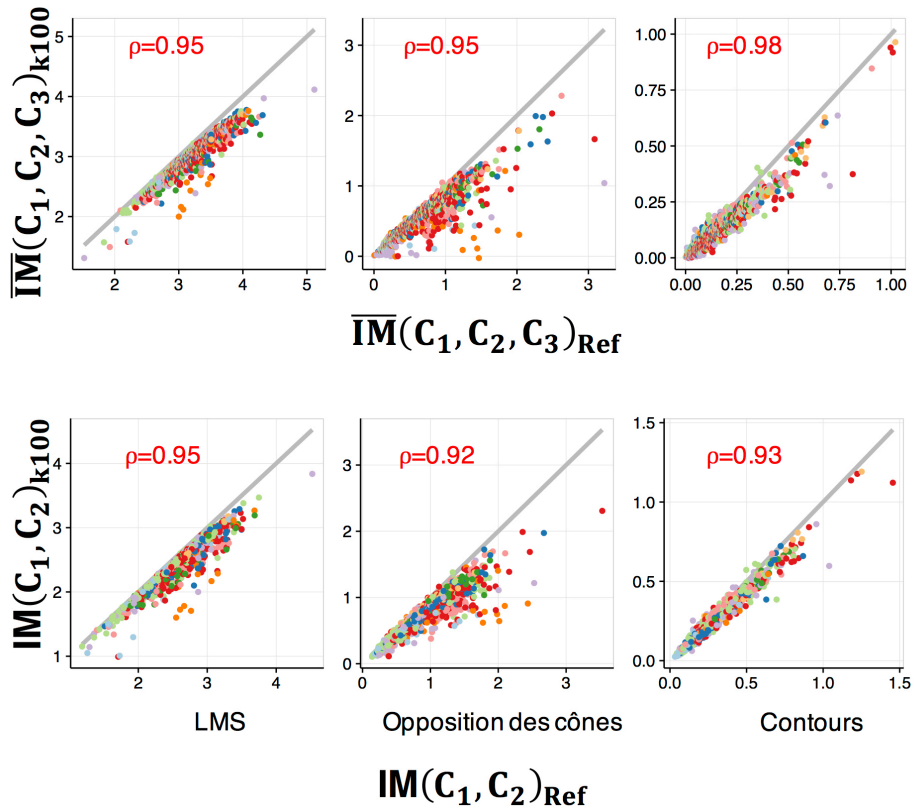 ρ=0.95 ρ=0.95 ρ=0.98
I̅M̅(C₁, C₂, C₃)k100
5
4
3
2
2 3 4 5
3
2
1
0
0 1 2 3
1.00
0.75
0.50
0.25
0.00
0.00 0.25 0.50 0.75 1.00
I̅M̅(C₁, C₂, C₃)Ref
ρ=0.95 ρ=0.92 ρ=0.93
IM(C₁, C₂)k100
4
3
2
1
2 3 4
3
2
1
0
0 1 2 3
1.5
1.0
0.5
0.0
0.0 0.5 1.0 1.5
LMS Opposition des cônes Contours
IM(C₁, C₂)Ref